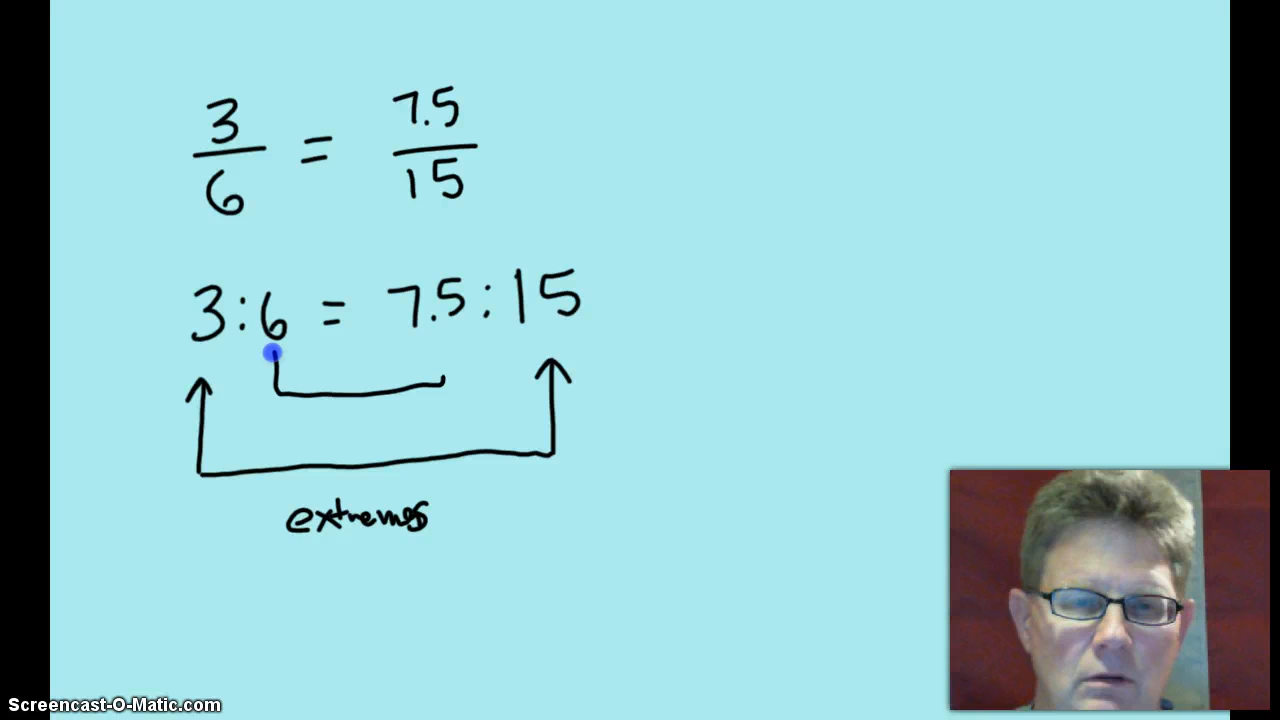 3/6 = 7.5/15
3:6 = 7.5:15
extremes
Screencast-O-Matic.com